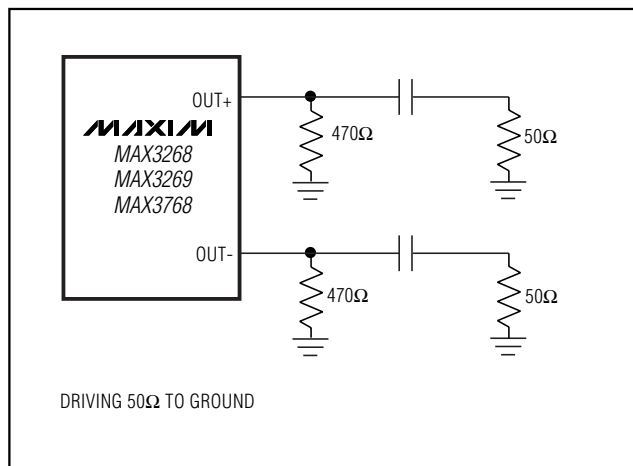 OUT+
MAXIM
MAX3268
MAX3269
MAX3768
470Ω
50Ω
OUT-
470Ω
50Ω
DRIVING 50Ω TO GROUND